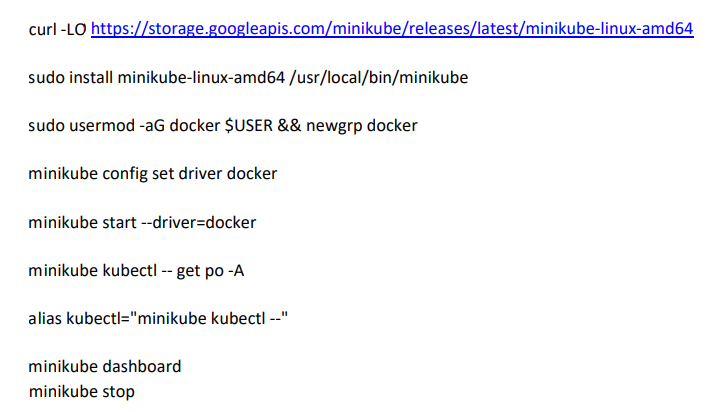 curl -LO https://storage.googleapis.com/minikube/releases/latest/minikube-linux-amd64
sudo install minikube-linux-amd64 /usr/local/bin/minikube
sudo usermod -aG docker $USER && newgrp docker
minikube config set driver docker
minikube start --driver=docker
minikube kubectl -- get po -A
alias kubectl="minikube kubectl --"
minikube dashboard
minikube stop